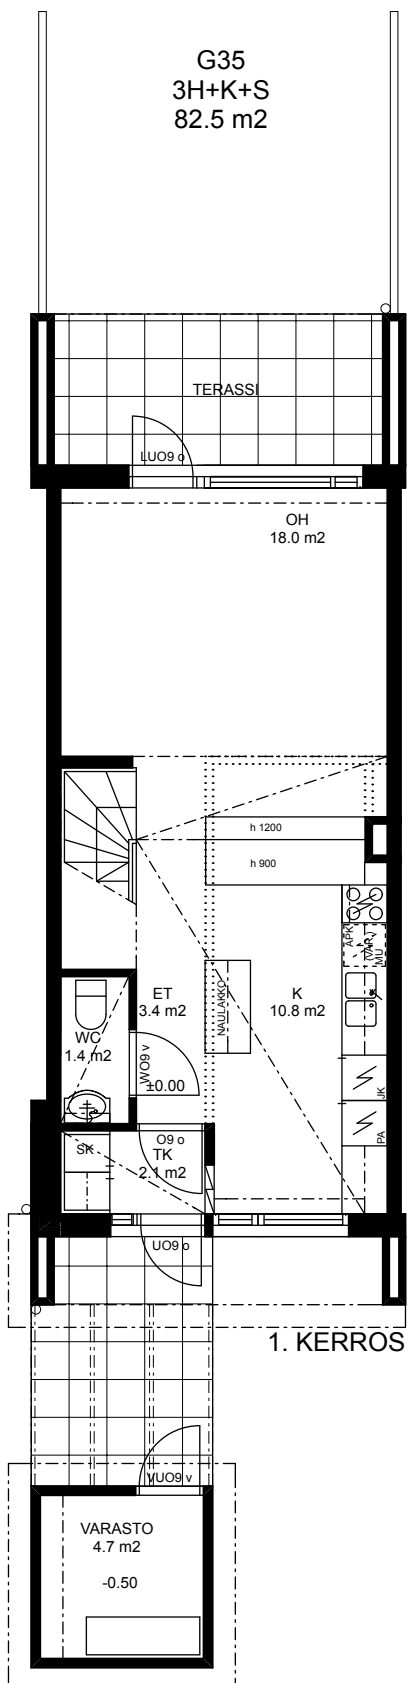 G35
3H+K+S
82.5 m2
TERASSI
LUO9 o
OH
18.0 m2
h 1200
h 900
APK
(VAR.)
MU
ET
3.4 m2
NAULAKKO
K
10.8 m2
WC
1.4 m2
WO9 v
±0.00
JK
PA
SK
O9 o
TK
2.1 m2
UO9 o
1. KERROS
VUO9 v
VARASTO
4.7 m2
-0.50